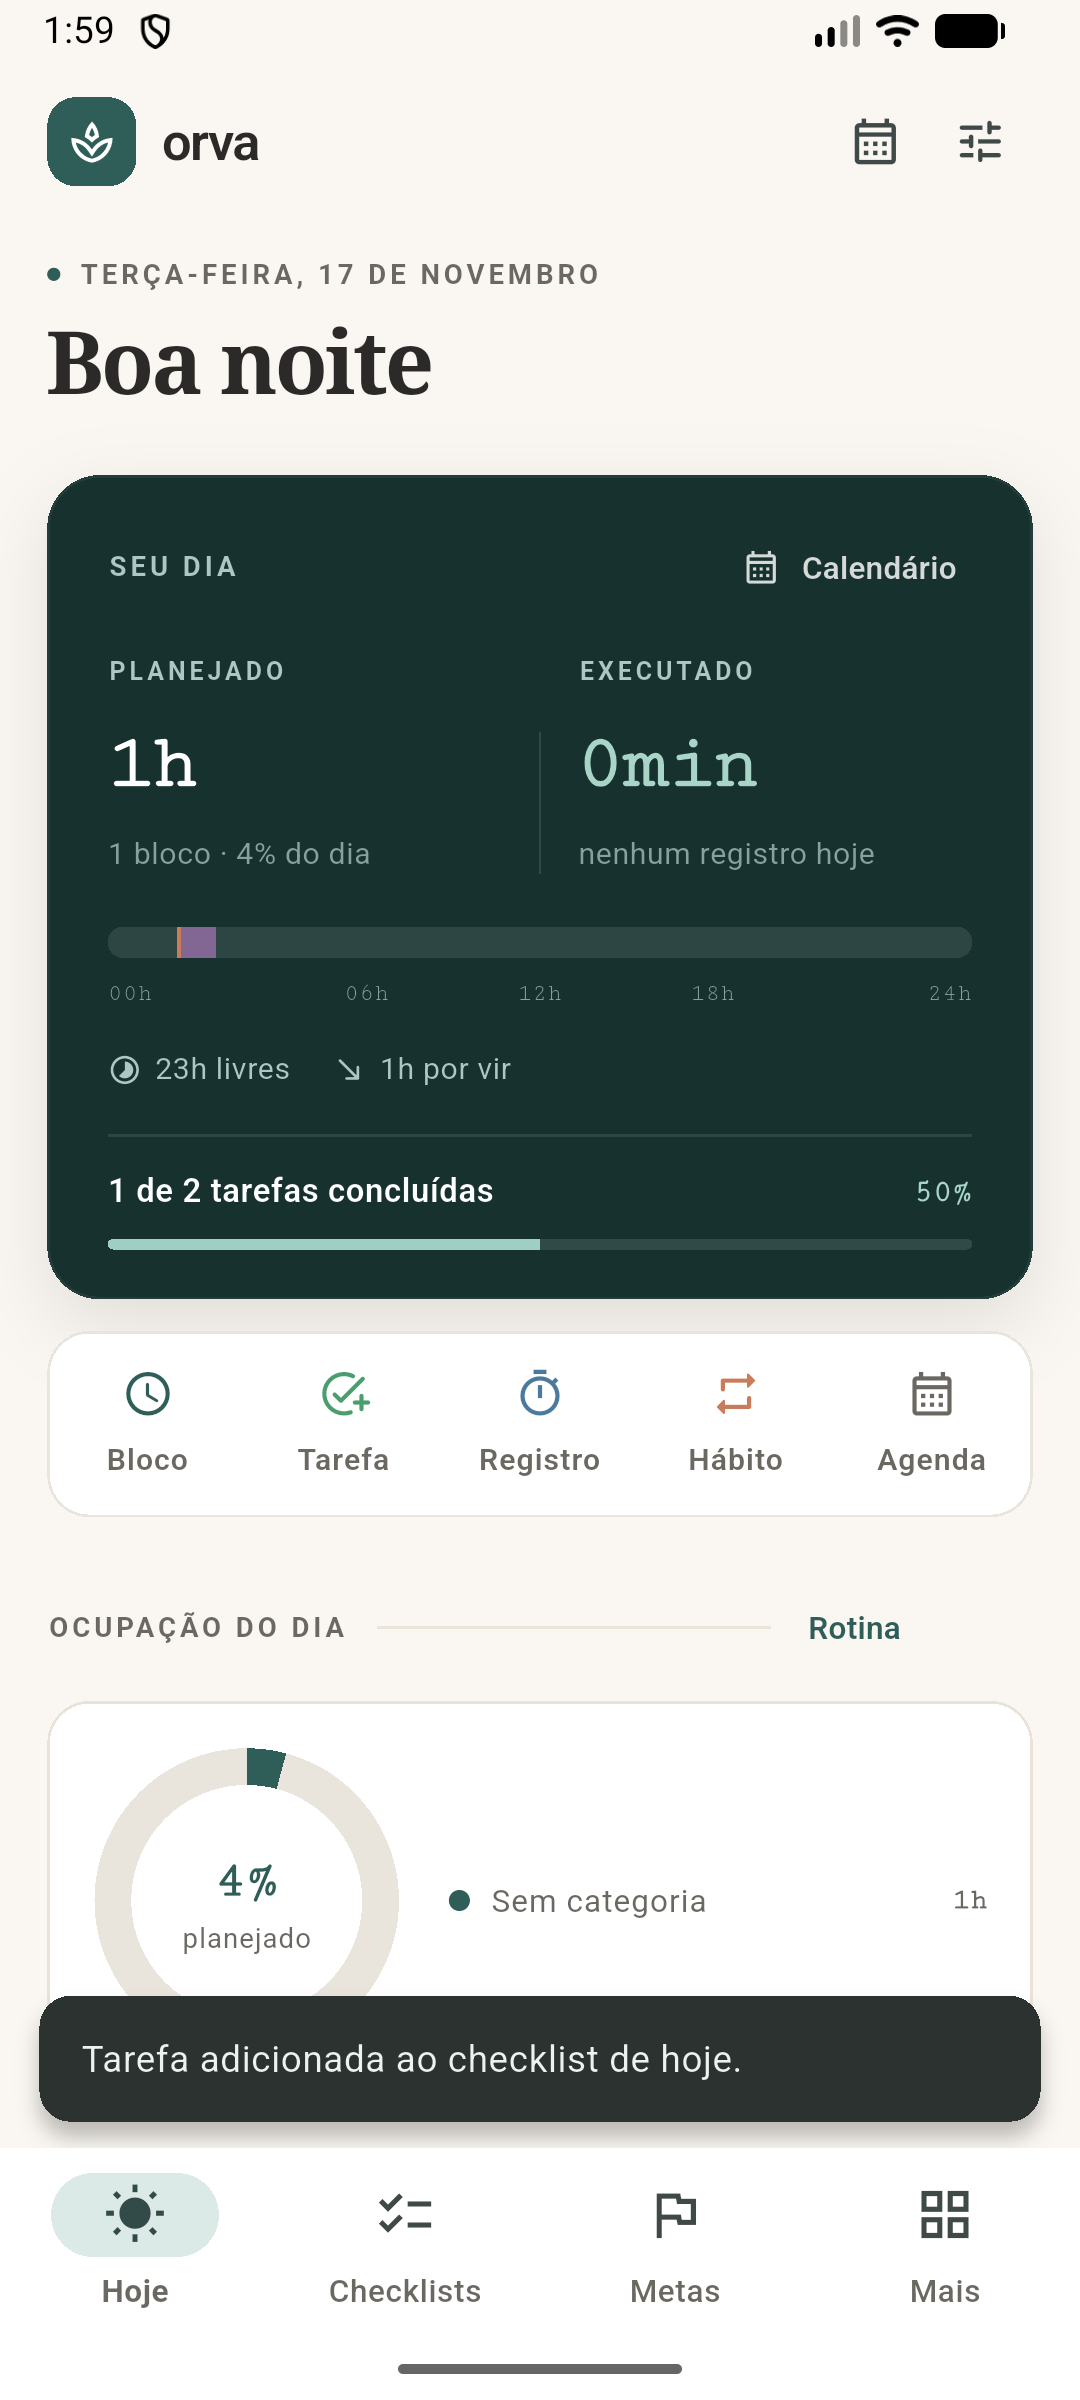 1:59
orva
TERÇA-FEIRA, 17 DE NOVEMBRO
Boa noite
SEU DIA
Calendário
PLANEJADO
EXECUTADO
1h
0min
1 bloco · 4% do dia
nenhum registro hoje
00h 06h 12h 18h 24h
23h livres
1h por vir
1 de 2 tarefas concluídas
50%
Bloco Tarefa Registro Hábito Agenda
OCUPAÇÃO DO DIA
Rotina
4%
planejado
Sem categoria
1h
Tarefa adicionada ao checklist de hoje.
Hoje Checklists Metas Mais